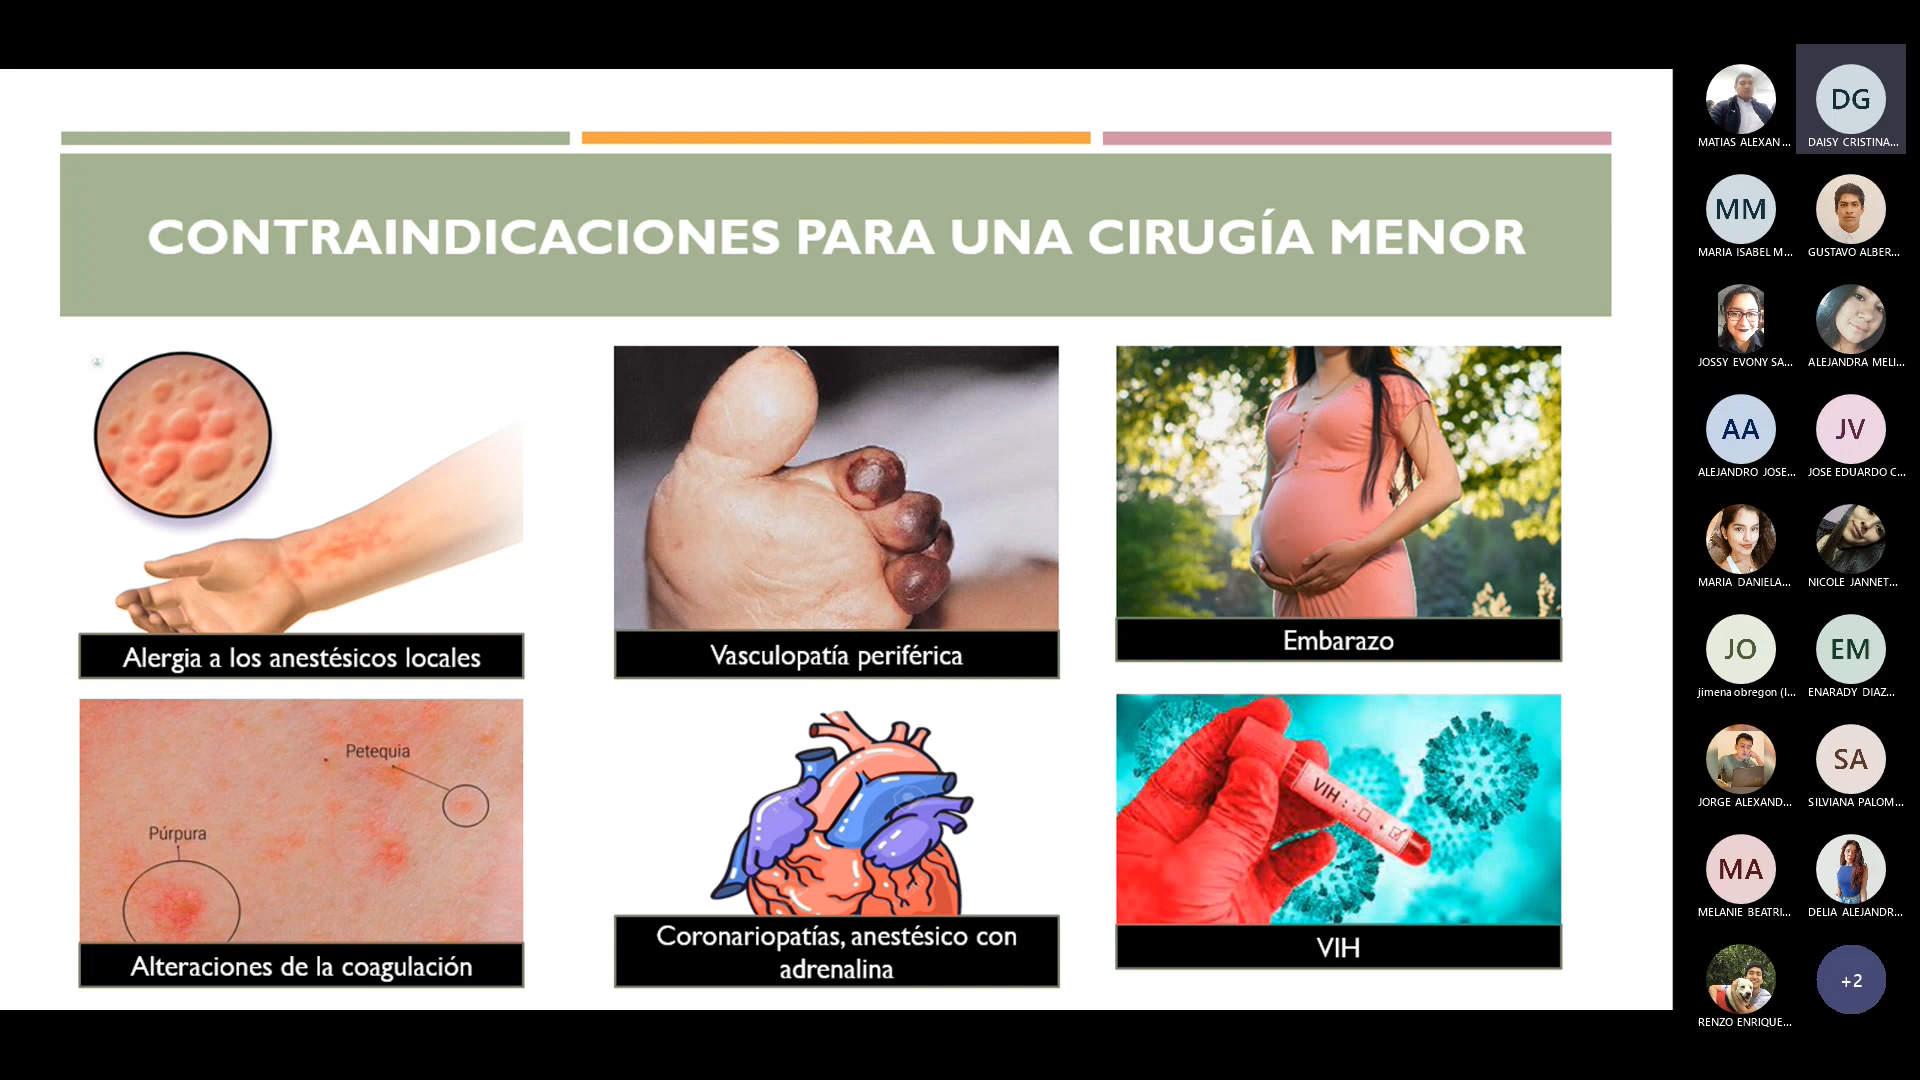 CONTRAINDICACIONES PARA UNA CIRUGÍA MENOR
Alergia a los anestésicos locales
Vasculopatía periférica
Embarazo
Petequia
Púrpura
Alteraciones de la coagulación
Coronariopatías, anestésico con
adrenalina
VIH :
VIH
MATIAS ALEXAN...
DG
DAISY CRISTINA...
MM
MARIA ISABEL M...
GUSTAVO ALBER...
JOSSY EVONY SA...
ALEJANDRA MELI...
AA
ALEJANDRO JOSE...
JV
JOSE EDUARDO C...
MARIA DANIELA...
NICOLE JANNET...
JO
jimena obregon (I...
EM
ENARADY DIAZ...
JORGE ALEXAND...
SA
SILVIANA PALOM...
MA
MELANIE BEATRI...
DELIA ALEJANDR...
RENZO ENRIQUE...
+2